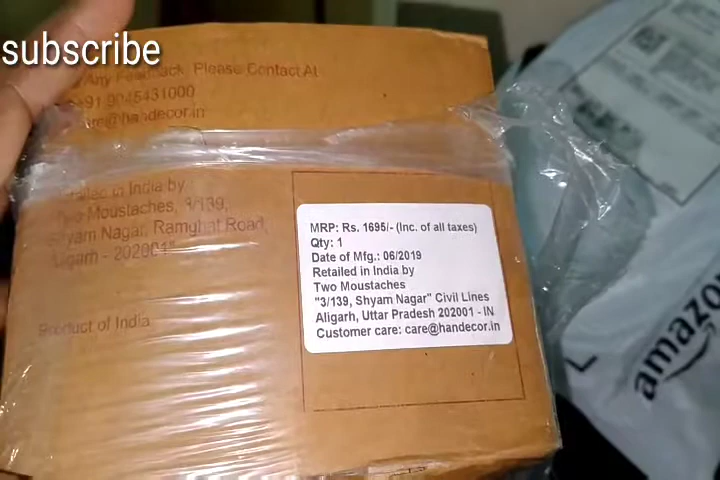 subscribe
Any Feedback, Please Contact At
+91 9045431000
care@handecor.in
Retailed in India by
Two Moustaches, 3/139,
Shyam Nagar, Ramghat Road,
Aligarh - 202001
Product of India
MRP: Rs. 1695/- (Inc. of all taxes)
Qty: 1
Date of Mfg.: 06/2019
Retailed in India by
Two Moustaches
"3/139, Shyam Nagar" Civil Lines
Aligarh, Uttar Pradesh 202001 - IN
Customer care: care@handecor.in
amazon